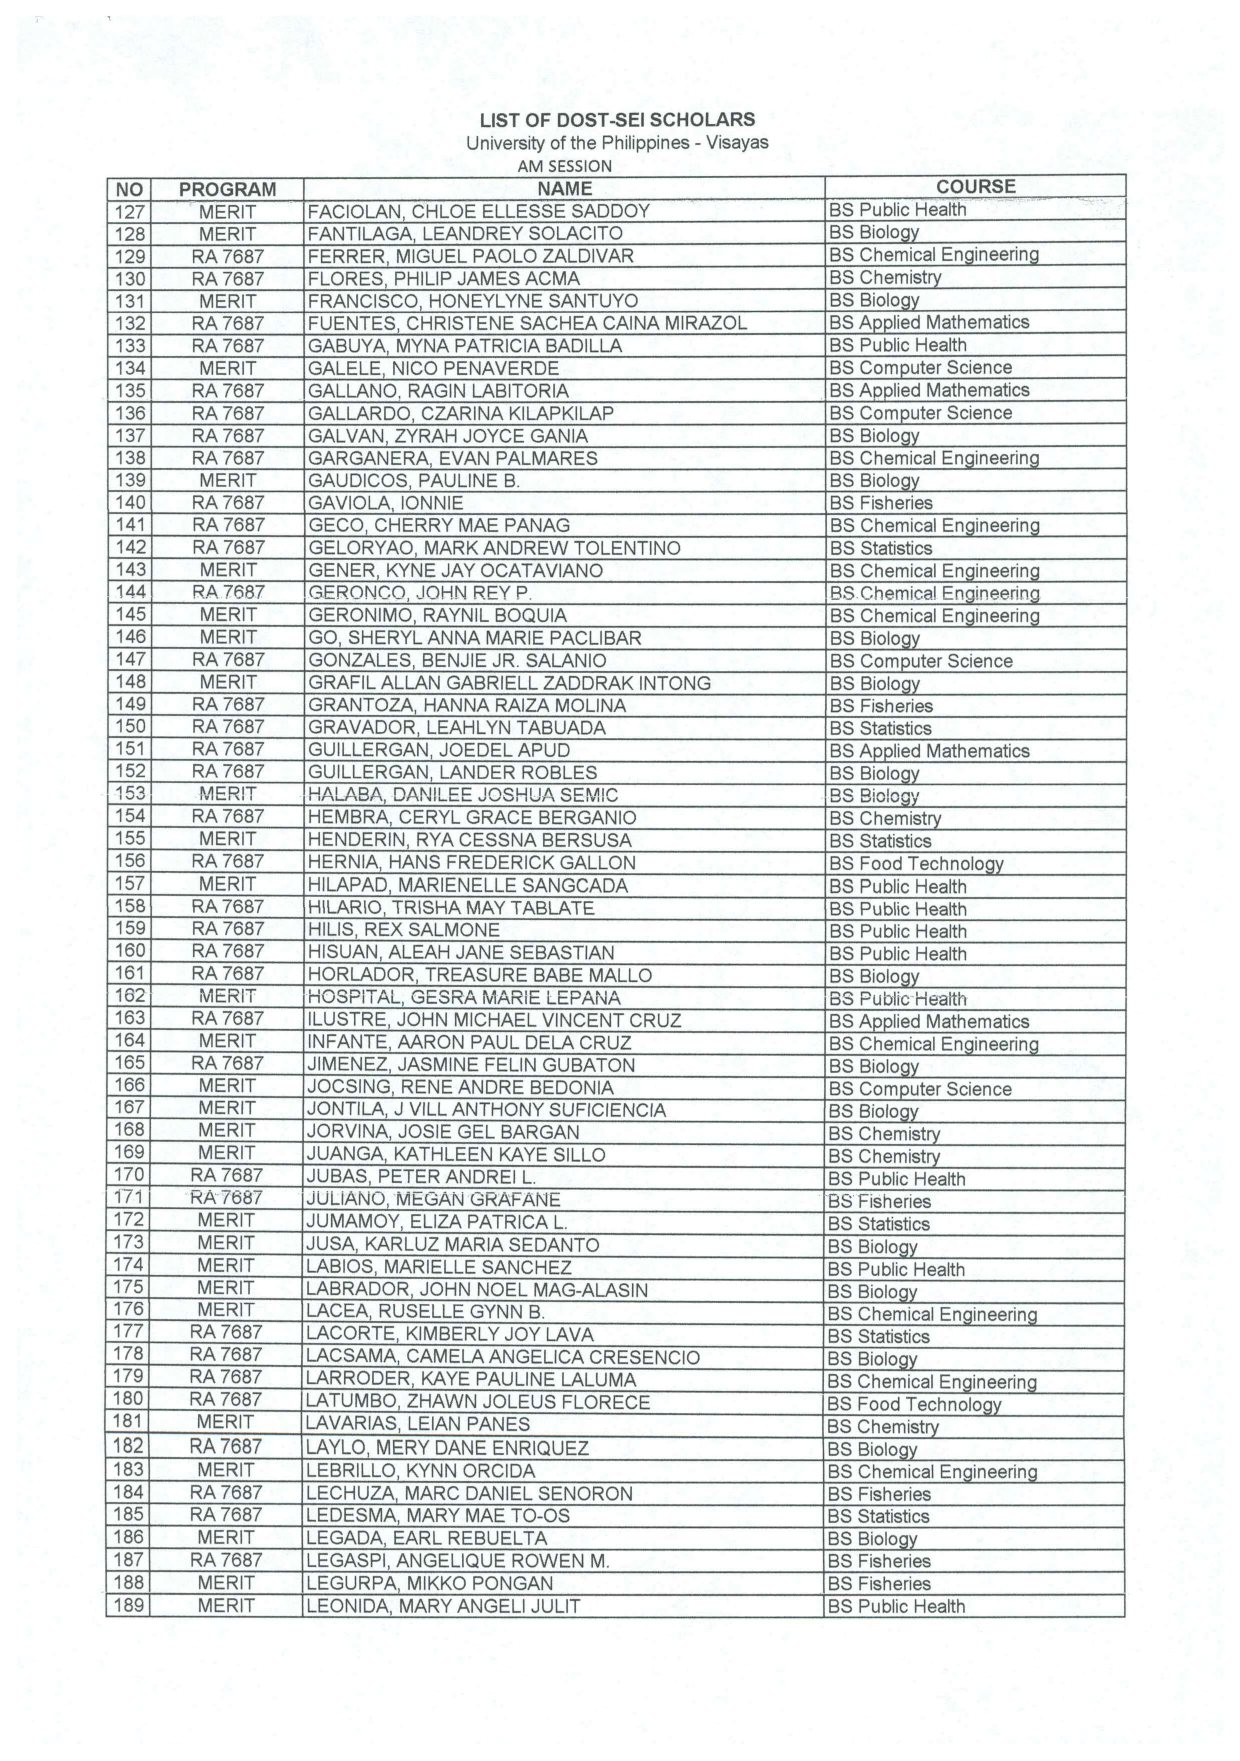 LIST OF DOST-SEI SCHOLARS
University of the Philippines - Visayas
AM SESSION
NO PROGRAM NAME COURSE
127 MERIT FACIOLAN, CHLOE ELLESSE SADDOY BS Public Health
128 MERIT FANTILAGA, LEANDREY SOLACITO BS Biology
129 RA 7687 FERRER, MIGUEL PAOLO ZALDIVAR BS Chemical Engineering
130 RA 7687 FLORES, PHILIP JAMES ACMA BS Chemistry
131 MERIT FRANCISCO, HONEYLYNE SANTUYO BS Biology
132 RA 7687 FUENTES, CHRISTENE SACHEA CAINA MIRAZOL BS Applied Mathematics
133 RA 7687 GABUYA, MYNA PATRICIA BADILLA BS Public Health
134 MERIT GALELE, NICO PENAVERDE BS Computer Science
135 RA 7687 GALLANO, RAGIN LABITORIA BS Applied Mathematics
136 RA 7687 GALLARDO, CZARINA KILAPKILAP BS Computer Science
137 RA 7687 GALVAN, ZYRAH JOYCE GANIA BS Biology
138 RA 7687 GARGANERA, EVAN PALMARES BS Chemical Engineering
139 MERIT GAUDICOS, PAULINE B. BS Biology
140 RA 7687 GAVIOLA, IONNIE BS Fisheries
141 RA 7687 GECO, CHERRY MAE PANAG BS Chemical Engineering
142 RA 7687 GELORYAO, MARK ANDREW TOLENTINO BS Statistics
143 MERIT GENER, KYNE JAY OCATAVIANO BS Chemical Engineering
144 RA 7687 GERONCO, JOHN REY P. BS Chemical Engineering
145 MERIT GERONIMO, RAYNIL BOQUIA BS Chemical Engineering
146 MERIT GO, SHERYL ANNA MARIE PACLIBAR BS Biology
147 RA 7687 GONZALES, BENJIE JR. SALANIO BS Computer Science
148 MERIT GRAFIL ALLAN GABRIELL ZADDRAK INTONG BS Biology
149 RA 7687 GRANTOZA, HANNA RAIZA MOLINA BS Fisheries
150 RA 7687 GRAVADOR, LEAHLYN TABUADA BS Statistics
151 RA 7687 GUILLERGAN, JOEDEL APUD BS Applied Mathematics
152 RA 7687 GUILLERGAN, LANDER ROBLES BS Biology
153 MERIT HALABA, DANILEE JOSHUA SEMIC BS Biology
154 RA 7687 HEMBRA, CERYL GRACE BERGANIO BS Chemistry
155 MERIT HENDERIN, RYA CESSNA BERSUSA BS Statistics
156 RA 7687 HERNIA, HANS FREDERICK GALLON BS Food Technology
157 MERIT HILAPAD, MARIENELLE SANGCADA BS Public Health
158 RA 7687 HILARIO, TRISHA MAY TABLATE BS Public Health
159 RA 7687 HILIS, REX SALMONE BS Public Health
160 RA 7687 HISUAN, ALEAH JANE SEBASTIAN BS Public Health
161 RA 7687 HORLADOR, TREASURE BABE MALLO BS Biology
162 MERIT HOSPITAL, GESRA MARIE LEPANA BS Public Health
163 RA 7687 ILUSTRE, JOHN MICHAEL VINCENT CRUZ BS Applied Mathematics
164 MERIT INFANTE, AARON PAUL DELA CRUZ BS Chemical Engineering
165 RA 7687 JIMENEZ, JASMINE FELIN GUBATON BS Biology
166 MERIT JOCSING, RENE ANDRE BEDONIA BS Computer Science
167 MERIT JONTILA, J VILL ANTHONY SUFICIENCIA BS Biology
168 MERIT JORVINA, JOSIE GEL BARGAN BS Chemistry
169 MERIT JUANGA, KATHLEEN KAYE SILLO BS Chemistry
170 RA 7687 JUBAS, PETER ANDREI L. BS Public Health
171 RA 7687 JULIANO, MEGAN GRAFANE BS Fisheries
172 MERIT JUMAMOY, ELIZA PATRICA L. BS Statistics
173 MERIT JUSA, KARLUZ MARIA SEDANTO BS Biology
174 MERIT LABIOS, MARIELLE SANCHEZ BS Public Health
175 MERIT LABRADOR, JOHN NOEL MAG-ALASIN BS Biology
176 MERIT LACEA, RUSELLE GYNN B. BS Chemical Engineering
177 RA 7687 LACORTE, KIMBERLY JOY LAVA BS Statistics
178 RA 7687 LACSAMA, CAMELA ANGELICA CRESENCIO BS Biology
179 RA 7687 LARRODER, KAYE PAULINE LALUMA BS Chemical Engineering
180 RA 7687 LATUMBO, ZHAWN JOLEUS FLORECE BS Food Technology
181 MERIT LAVARIAS, LEIAN PANES BS Chemistry
182 RA 7687 LAYLO, MERY DANE ENRIQUEZ BS Biology
183 MERIT LEBRILLO, KYNN ORCIDA BS Chemical Engineering
184 RA 7687 LECHUZA, MARC DANIEL SENORON BS Fisheries
185 RA 7687 LEDESMA, MARY MAE TO-OS BS Statistics
186 MERIT LEGADA, EARL REBUELTA BS Biology
187 RA 7687 LEGASPI, ANGELIQUE ROWEN M. BS Fisheries
188 MERIT LEGURPA, MIKKO PONGAN BS Fisheries
189 MERIT LEONIDA, MARY ANGELI JULIT BS Public Health